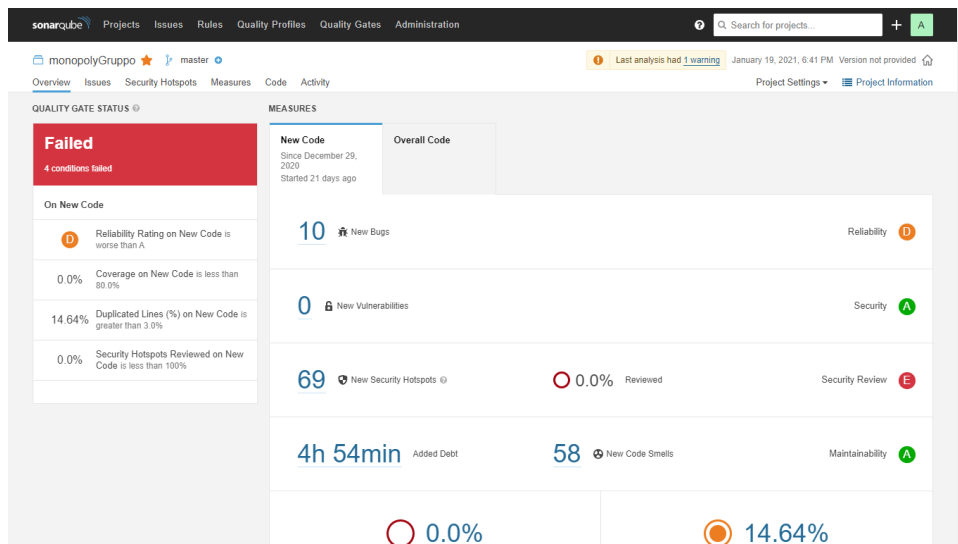 sonarqube Projects Issues Rules Quality Profiles Quality Gates Administration ? Search for projects... + A
monopolyGruppo master Last analysis had 1 warning January 19, 2021, 6:41 PM Version not provided
Overview Issues Security Hotspots Measures Code Activity Project Settings Project Information
QUALITY GATE STATUS ?
Failed
4 conditions failed
On New Code
D Reliability Rating on New Code is
worse than A
0.0% Coverage on New Code is less than
80.0%
14.64% Duplicated Lines (%) on New Code is
greater than 3.0%
0.0% Security Hotspots Reviewed on New
Code is less than 100%
MEASURES
New Code
Since December 29,
2020
Started 21 days ago
Overall Code
10 New Bugs Reliability D
0 New Vulnerabilities Security A
69 New Security Hotspots ? 0.0% Reviewed Security Review E
4h 54min Added Debt 58 New Code Smells Maintainability A
0.0% 14.64%